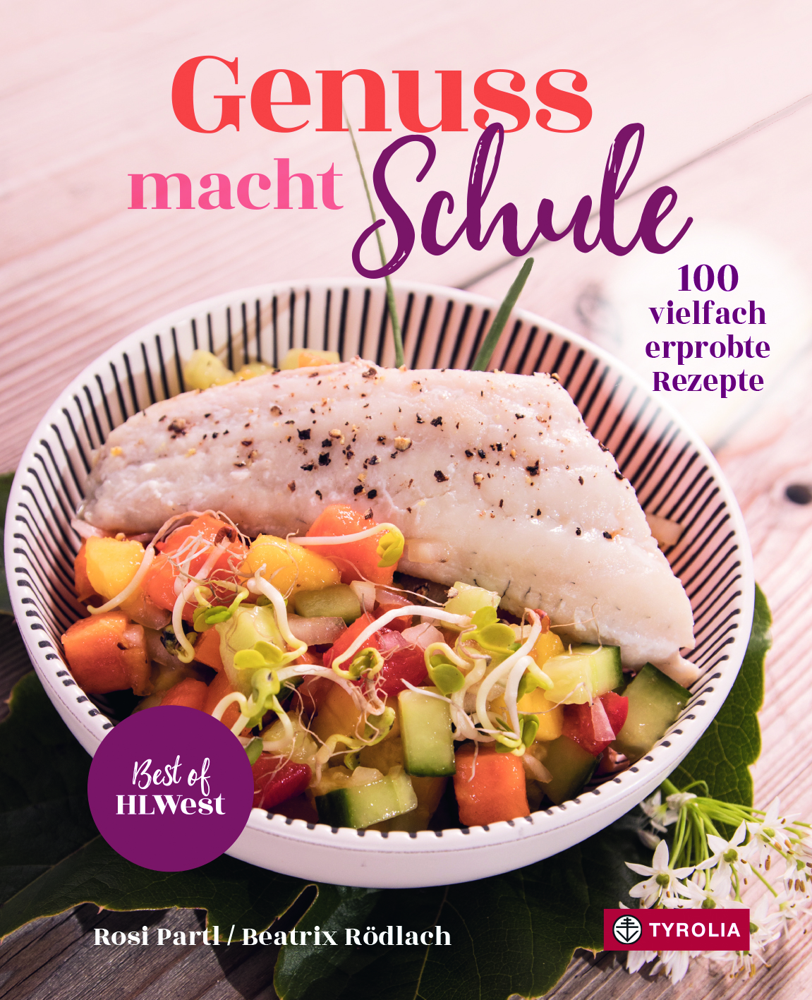 Genuss
macht Schule
100
vielfach
erprobte
Rezepte
Best of
HLWest
Rosi Partl / Beatrix Rödlach
TYROLIA